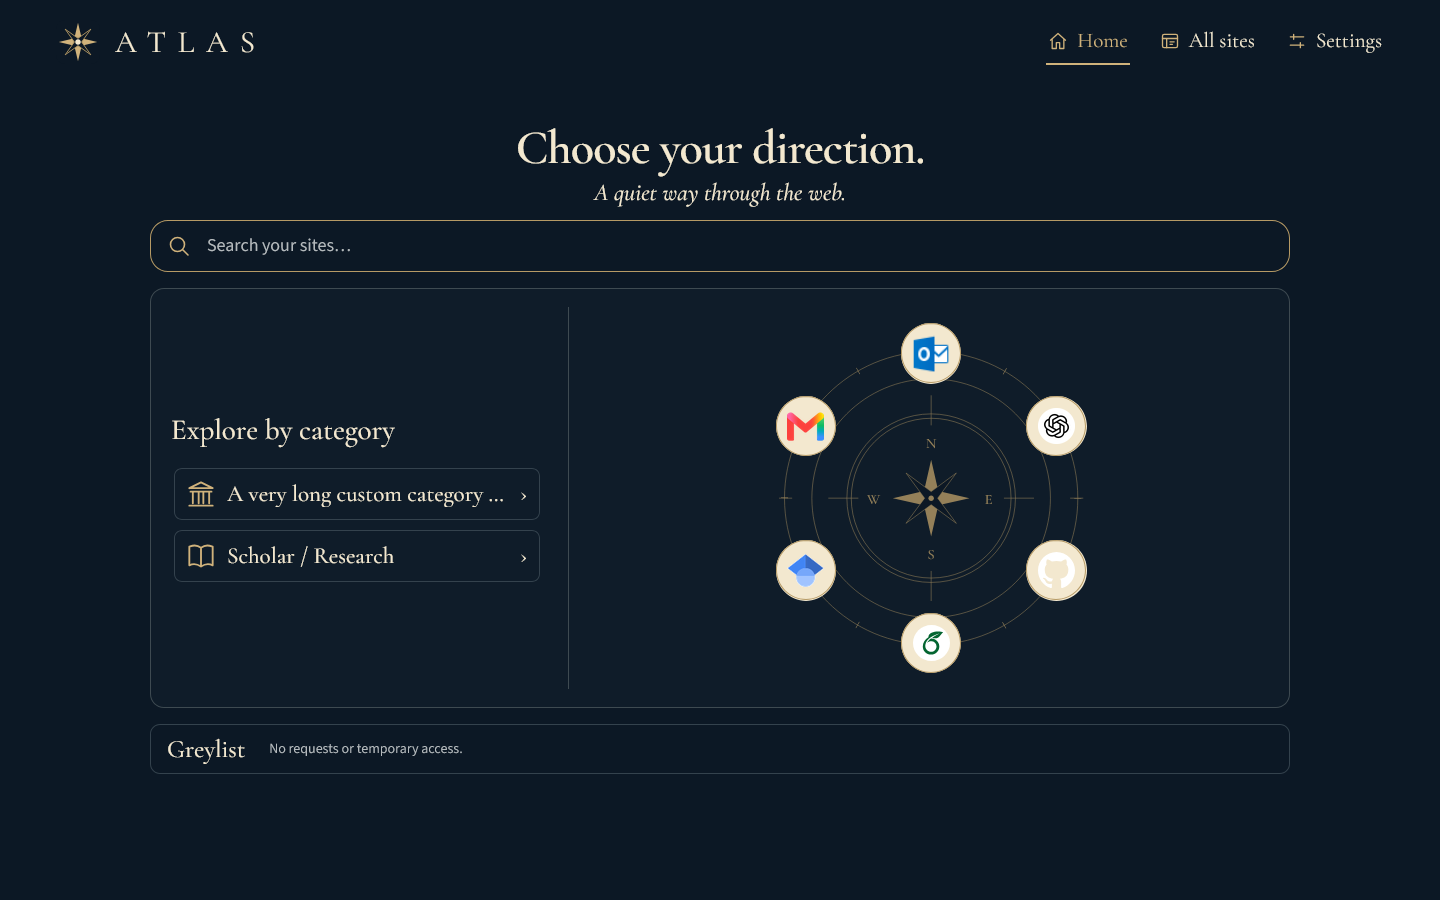 ATLAS
Home
All sites
Settings
Choose your direction.
A quiet way through the web.
Search your sites...
Explore by category
A very long custom category ...
Scholar / Research
N
W
E
S
Greylist
No requests or temporary access.